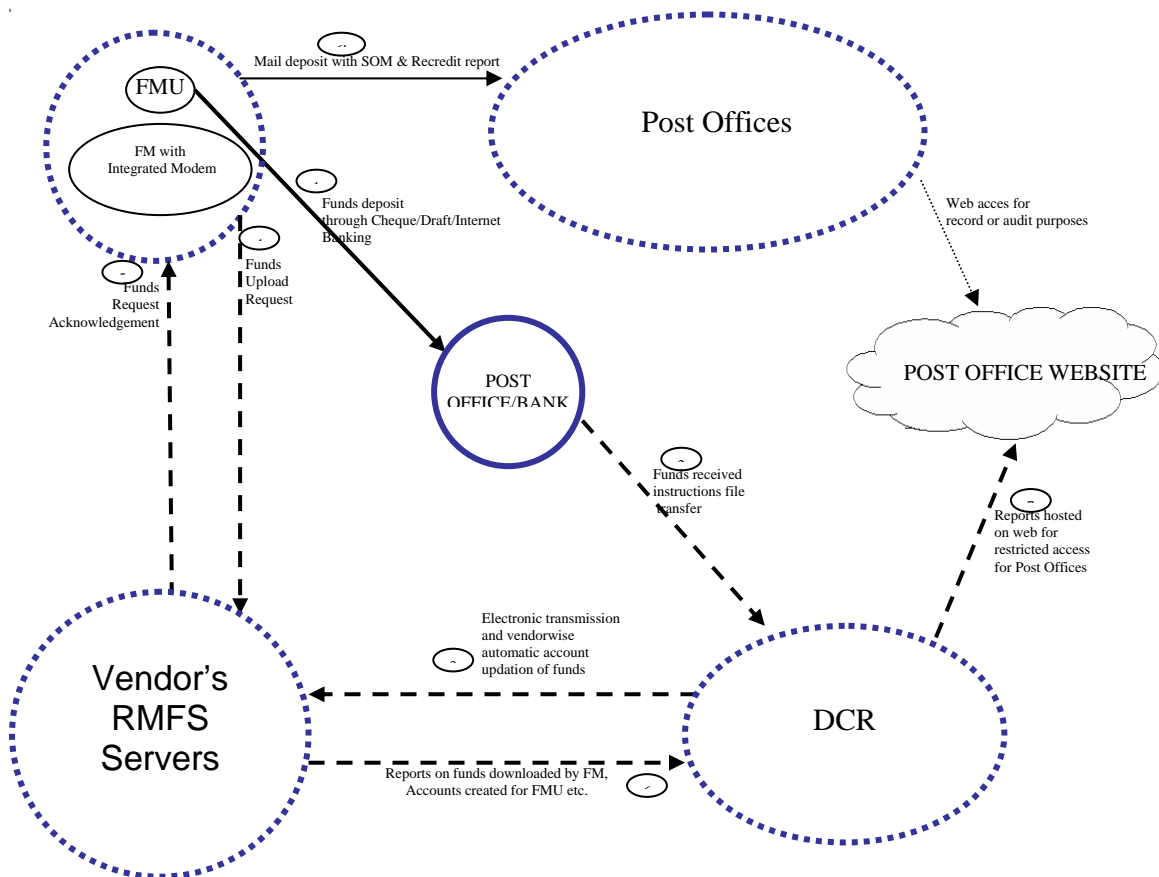 Mail deposit with SOM & Recredit report
FMU
FM with
Integrated Modem
Post Offices
Funds deposit
through Cheque/Draft/Internet
Banking
Web acces for
record or audit purposes
Funds
Upload
Request
Funds
Request
Acknowledgement
POST
OFFICE/BANK
POST OFFICE WEBSITE
Funds received
instructions file
transfer
Reports hosted
on web for
restricted access
for Post Offices
Electronic transmission
and vendorwise
automatic account
updation of funds
Vendor's
RMFS
Servers
DCR
Reports on funds downloaded by FM,
Accounts created for FMU etc.